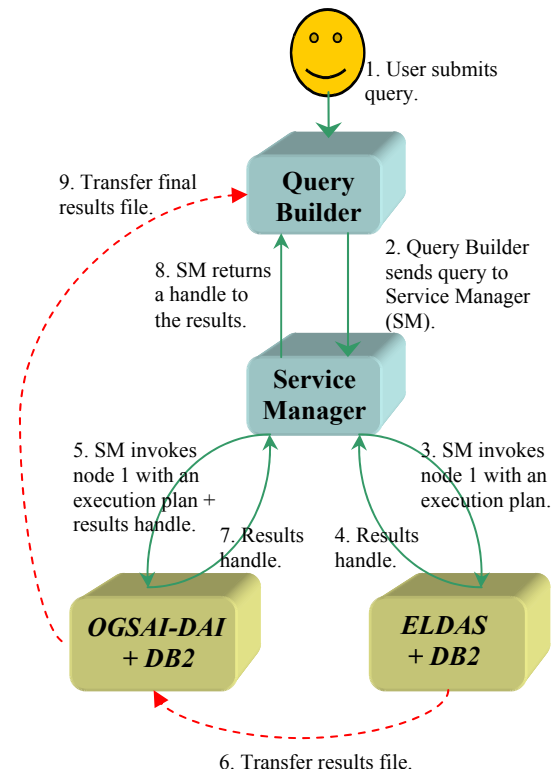 1. User submits
query.
Query
Builder
9. Transfer final
results file.
8. SM returns
a handle to
the results.
2. Query Builder
sends query to
Service Manager
(SM).
Service
Manager
5. SM invokes
node 1 with an
execution plan +
results handle.
3. SM invokes
node 1 with an
execution plan.
7. Results
handle.
4. Results
handle.
OGSAI-DAI
+ DB2
ELDAS
+ DB2
6. Transfer results file.